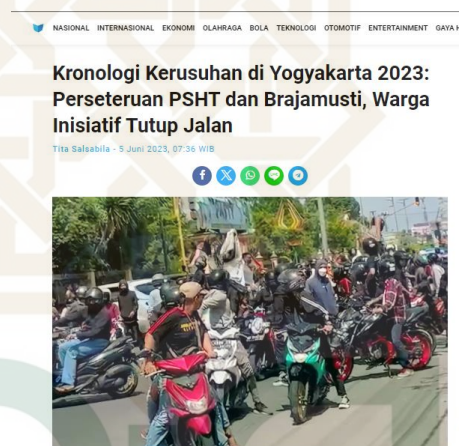 NASIONAL INTERNASIONAL EKONOMI OLAHRAGA BOLA TEKNOLOGI OTOMOTIF ENTERTAINMENT GAYA H
Kronologi Kerusuhan di Yogyakarta 2023:
Perseteruan PSHT dan Brajamusti, Warga
Inisiatif Tutup Jalan
Tita Salsabila - 5 Juni 2023, 07:36 WIB